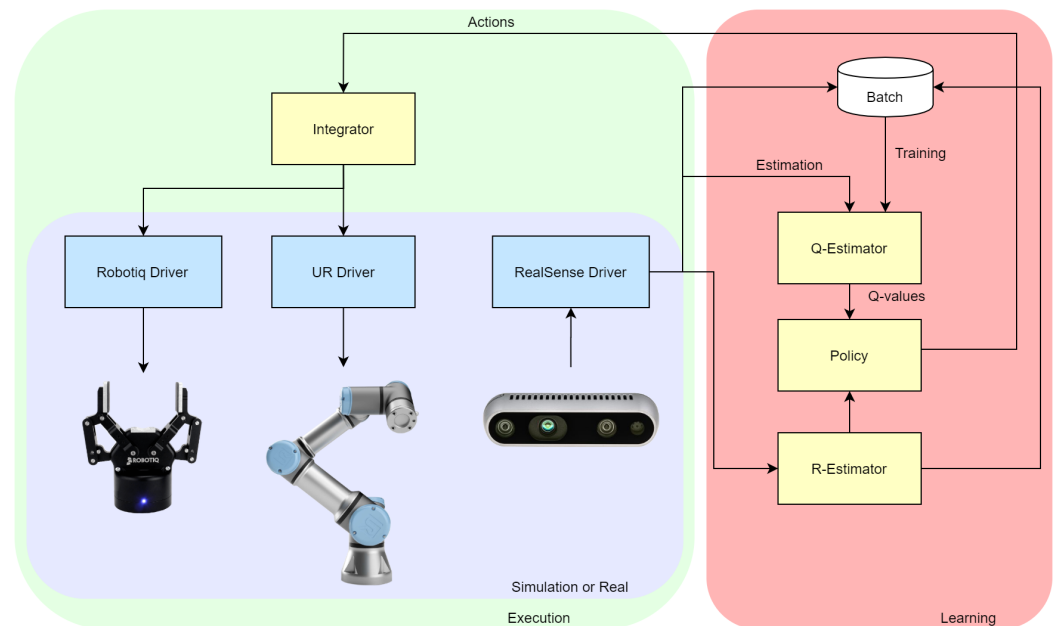 Actions
Integrator
Batch
Training
Estimation
Robotiq Driver
UR Driver
RealSense Driver
Q-Estimator
Q-values
Policy
R-Estimator
ROBOTIQ
Simulation or Real
Execution
Learning